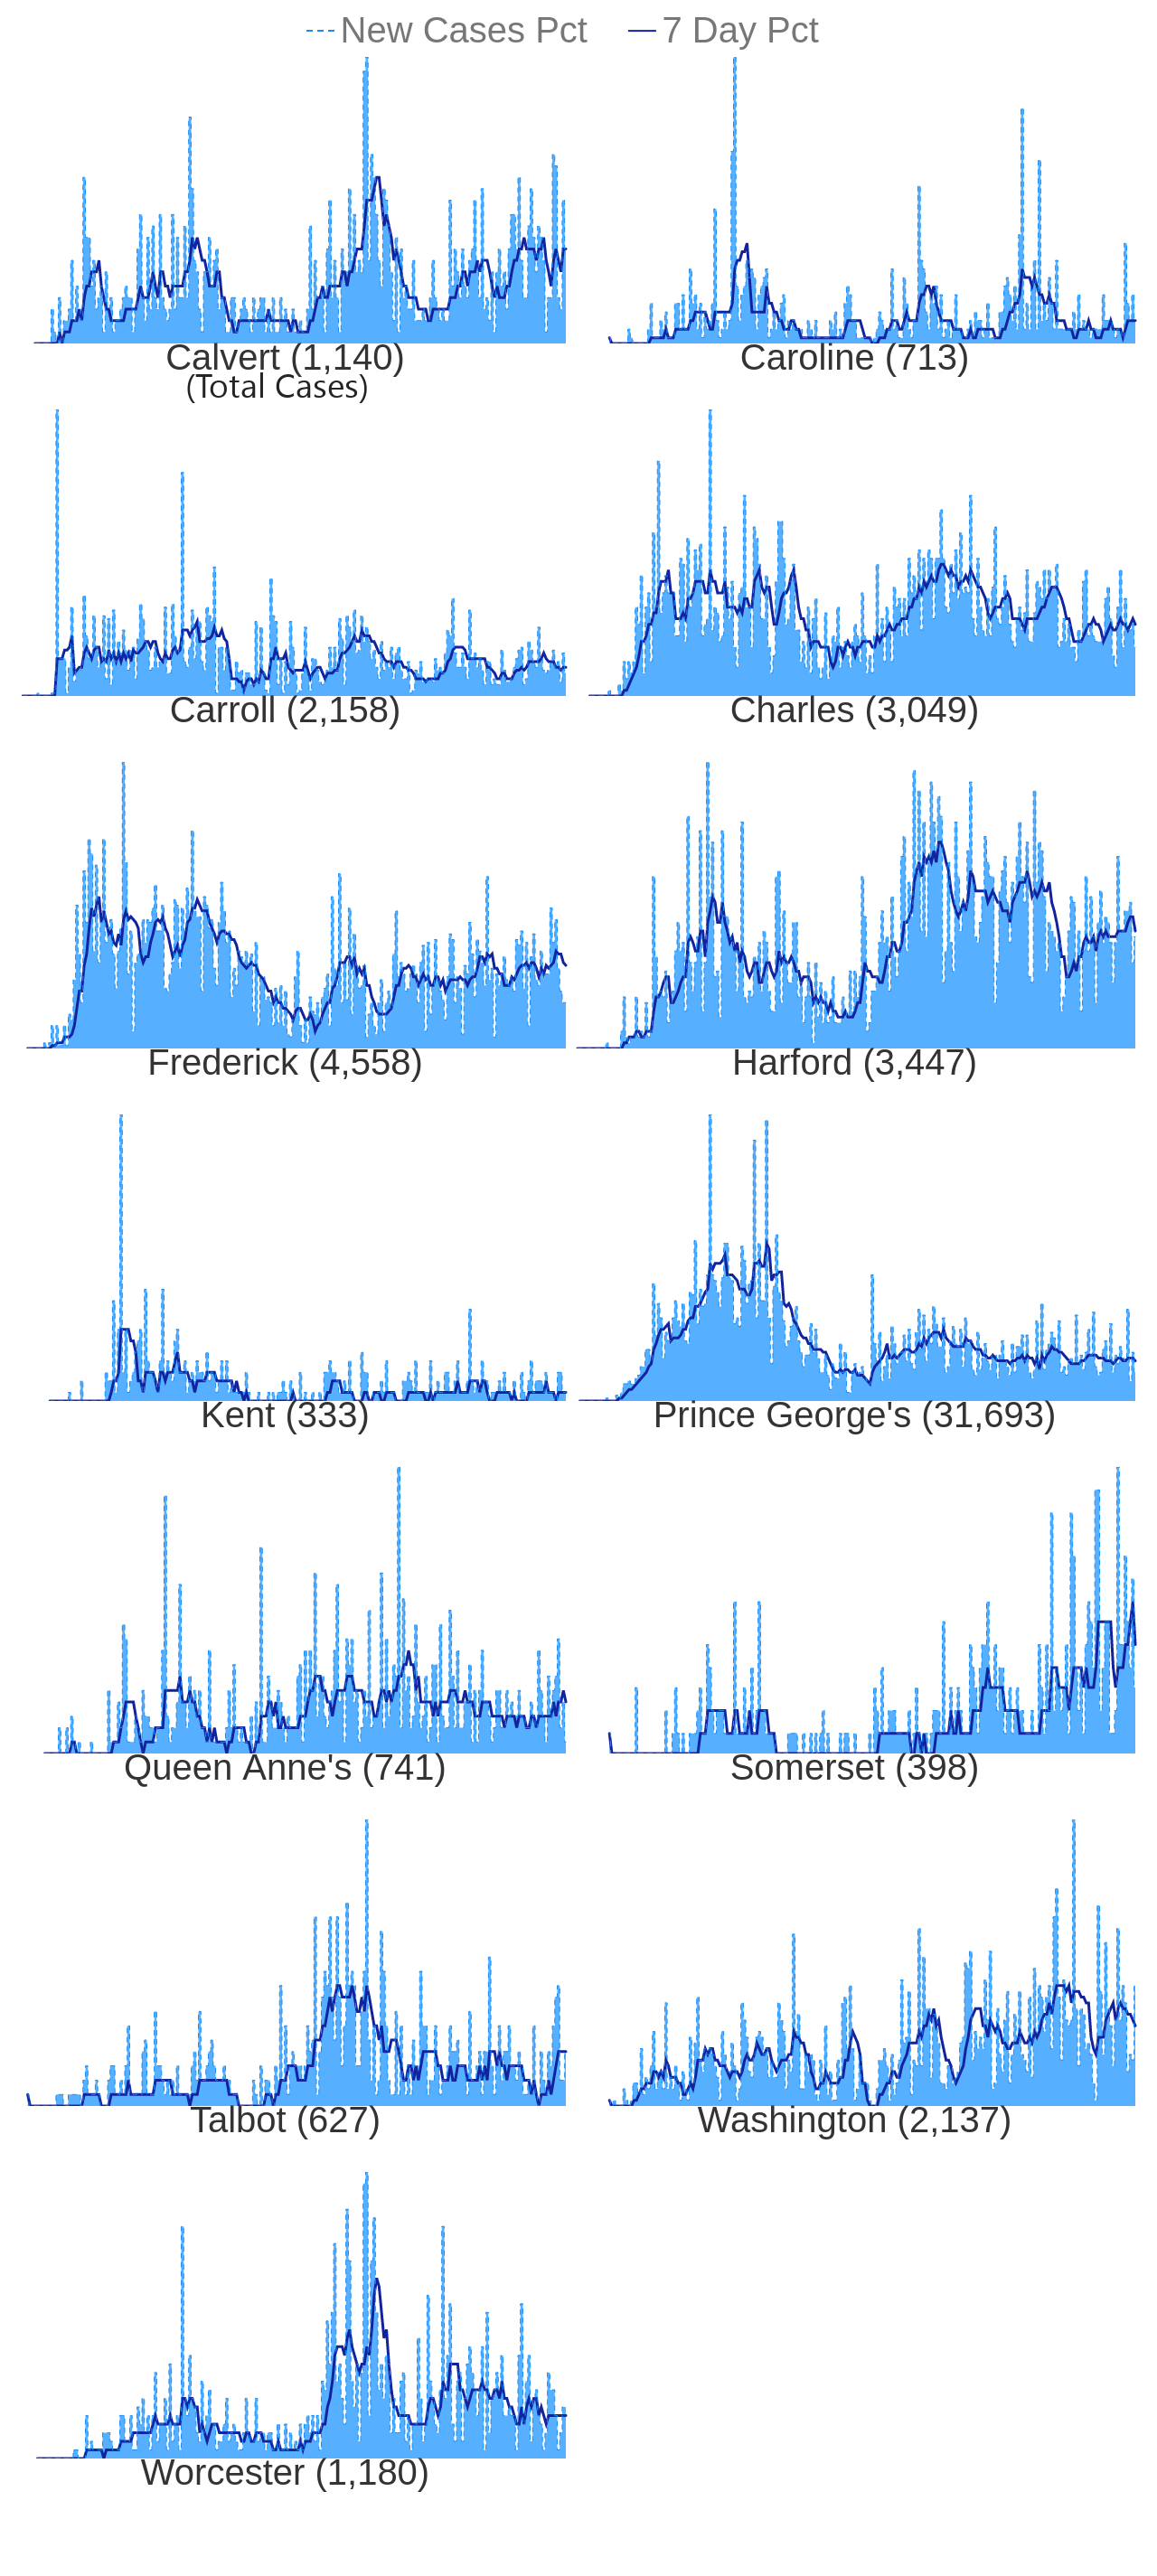 New Cases Pct 7 Day Pct
Calvert (1,140) Caroline (713)
(Total Cases)
Carroll (2,158) Charles (3,049)
Frederick (4,558) Harford (3,447)
Kent (333) Prince George's (31,693)
Queen Anne's (741) Somerset (398)
Talbot (627) Washington (2,137)
Worcester (1,180)